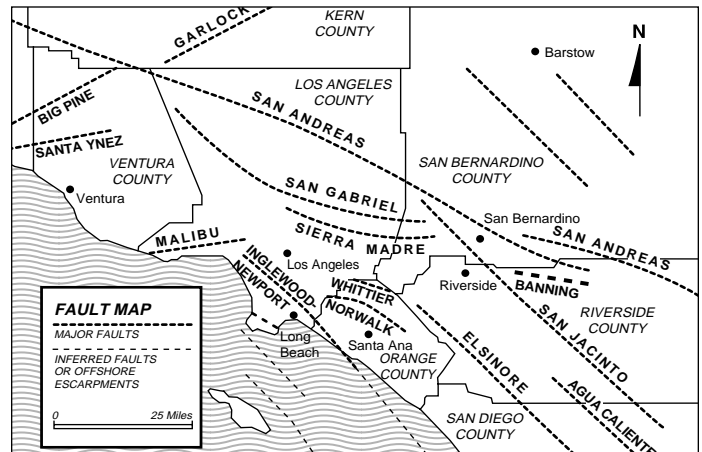 KERN
COUNTY
GARLOCK
N
Barstow
LOS ANGELES
COUNTY
BIG PINE
SAN ANDREAS
SANTA YNEZ
VENTURA
COUNTY
SAN BERNARDINO
COUNTY
Ventura
SAN GABRIEL
San Bernardino
SIERRA MADRE
SAN ANDREAS
MALIBU
INGLEWOOD-
NEWPORT
Los Angeles
WHITTIER
Riverside
BANNING
NORWALK
RIVERSIDE
COUNTY
Long
Beach
Santa Ana
ORANGE
COUNTY
ELSINORE
SAN JACINTO
SAN DIEGO
COUNTY
AGUA CALIENTE
FAULT MAP
MAJOR FAULTS
INFERRED FAULTS
OR OFFSHORE
ESCARPMENTS
0 25 Miles